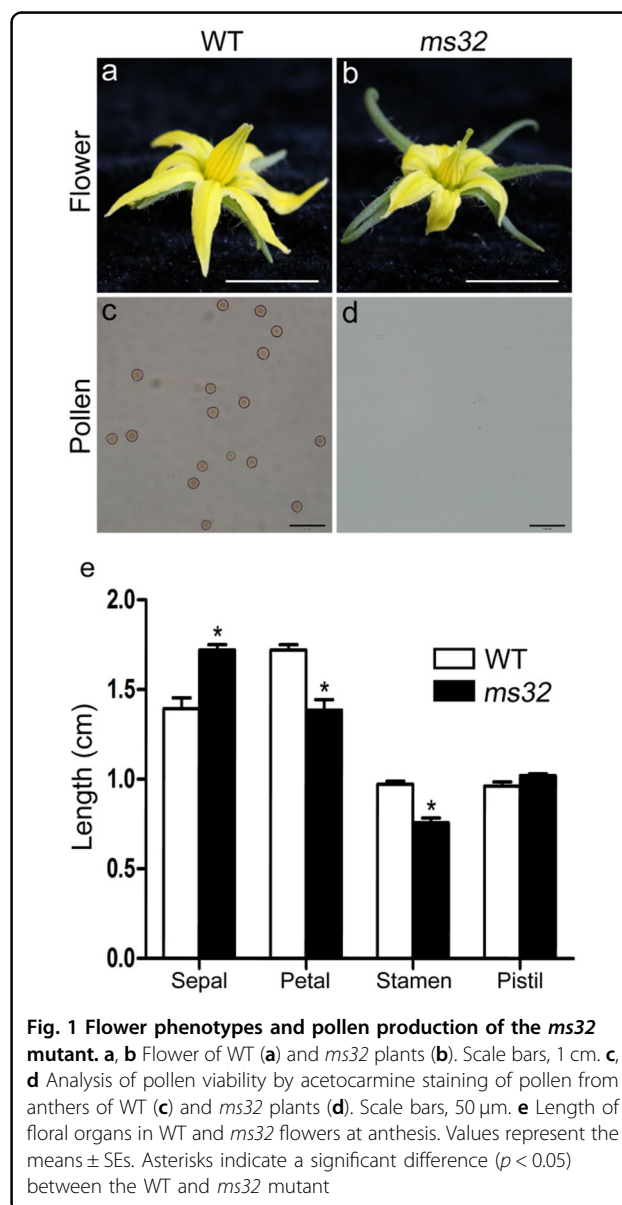 WT
ms32
a
b
Flower
c
d
Pollen
e
2.0
1.5
1.0
0.5
0.0
Length (cm)
*
*
*
WT
ms32
Sepal
Petal
Stamen
Pistil
Fig. 1 Flower phenotypes and pollen production of the ms32
mutant. a, b Flower of WT (a) and ms32 plants (b). Scale bars, 1 cm. c,
d Analysis of pollen viability by acetocarmine staining of pollen from
anthers of WT (c) and ms32 plants (d). Scale bars, 50 μm. e Length of
floral organs in WT and ms32 flowers at anthesis. Values represent the
means ± SEs. Asterisks indicate a significant difference (p < 0.05)
between the WT and ms32 mutant